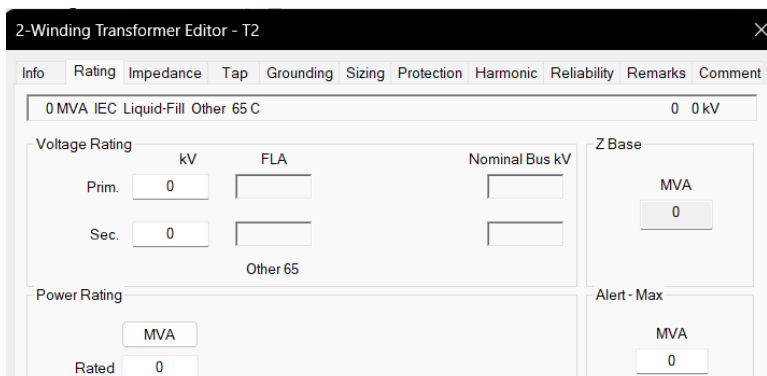 2-Winding Transformer Editor - T2
Info Rating Impedance Tap Grounding Sizing Protection Harmonic Reliability Remarks Comment
0 MVA IEC Liquid-Fill Other 65 C 0 0 kV
Voltage Rating Z Base
kV FLA Nominal Bus kV
Prim. 0 MVA
0
Sec. 0
Other 65
Power Rating Alert - Max
MVA MVA
Rated 0 0